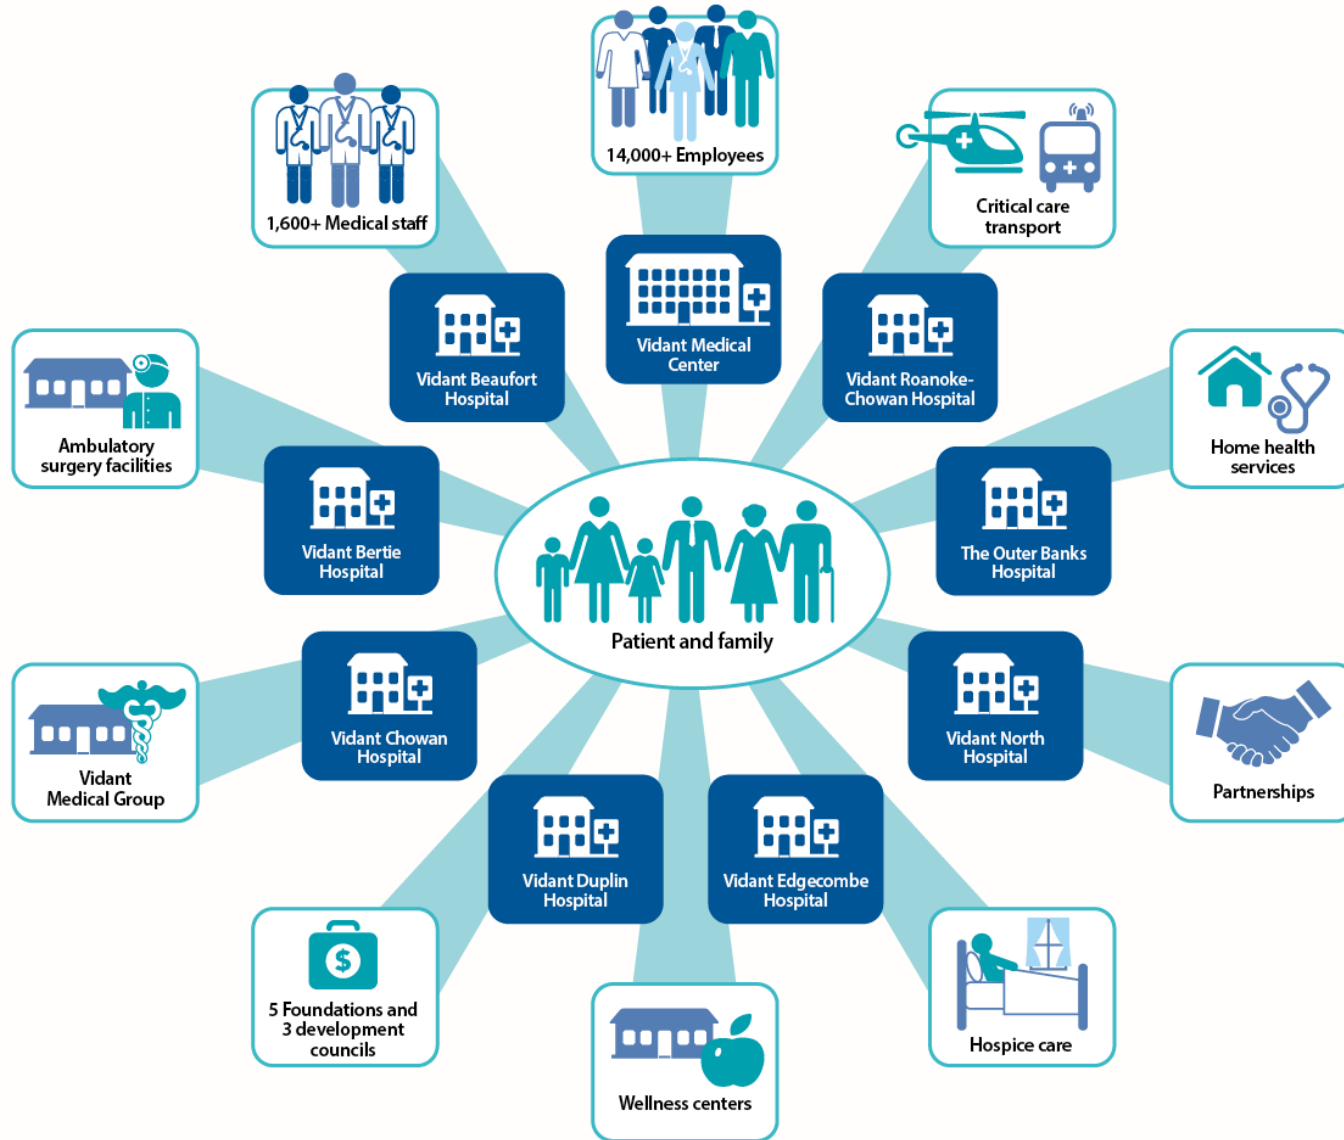 14,000+ Employees
1,600+ Medical staff
Critical care
transport
Vidant Medical
Center
Vidant Beaufort
Hospital
Vidant Roanoke-
Chowan Hospital
Ambulatory
surgery facilities
Home health
services
Vidant Bertie
Hospital
The Outer Banks
Hospital
Patient and family
Vidant Chowan
Hospital
Vidant North
Hospital
Vidant
Medical Group
Partnerships
Vidant Duplin
Hospital
Vidant Edgecombe
Hospital
$
5 Foundations and
3 development
councils
Hospice care
Wellness centers